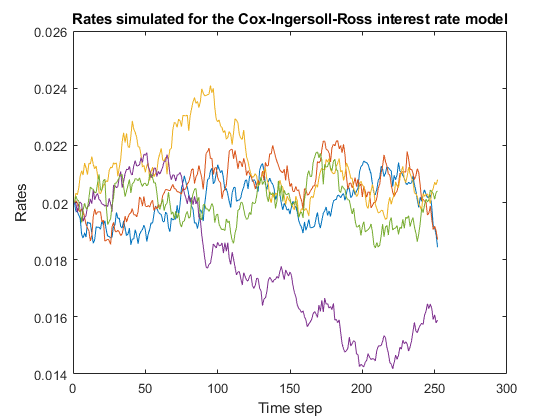 Rates simulated for the Cox-Ingersoll-Ross interest rate model
0.026
0.024
0.022
0.02
0.018
0.016
0.014
Rates
0 50 100 150 200 250 300
Time step